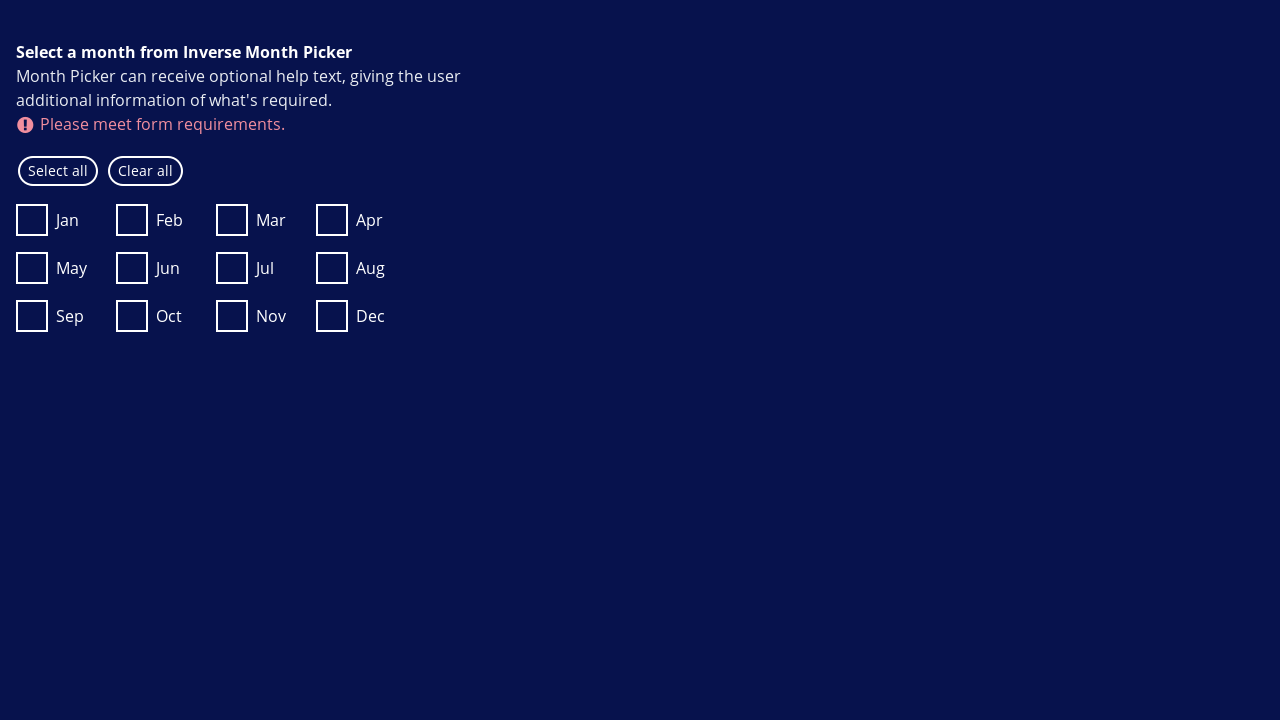 Select a month from Inverse Month Picker
Month Picker can receive optional help text, giving the user
additional information of what's required.
Please meet form requirements.
Select all Clear all
Jan Feb Mar Apr
May Jun Jul Aug
Sep Oct Nov Dec